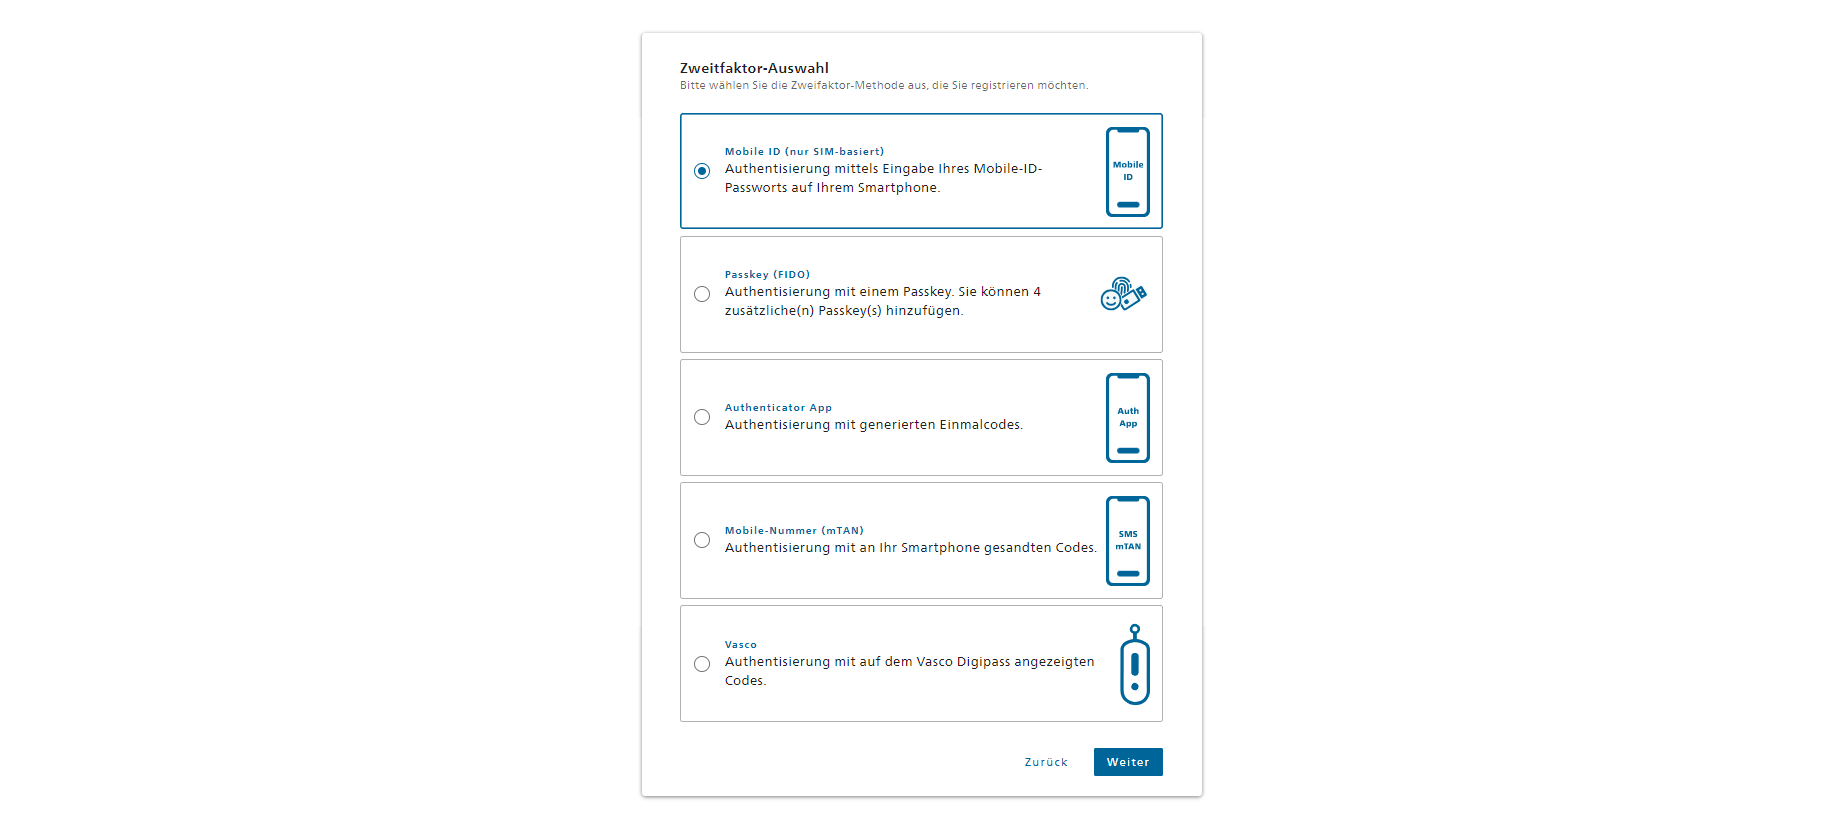 Zweitfaktor-Auswahl
Bitte wählen Sie die Zweifaktor-Methode aus, die Sie registrieren möchten.
Mobile ID (nur SIM-basiert)
Authentisierung mittels Eingabe Ihres Mobile-ID-
Passworts auf Ihrem Smartphone.
Mobile
ID
Passkey (FIDO)
Authentisierung mit einem Passkey. Sie können 4
zusätzliche(n) Passkey(s) hinzufügen.
Authenticator App
Authentisierung mit generierten Einmalcodes.
Auth
App
Mobile-Nummer (mTAN)
Authentisierung mit an Ihr Smartphone gesandten Codes.
SMS
mTAN
Vasco
Authentisierung mit auf dem Vasco Digipass angezeigten
Codes.
Zurück
Weiter